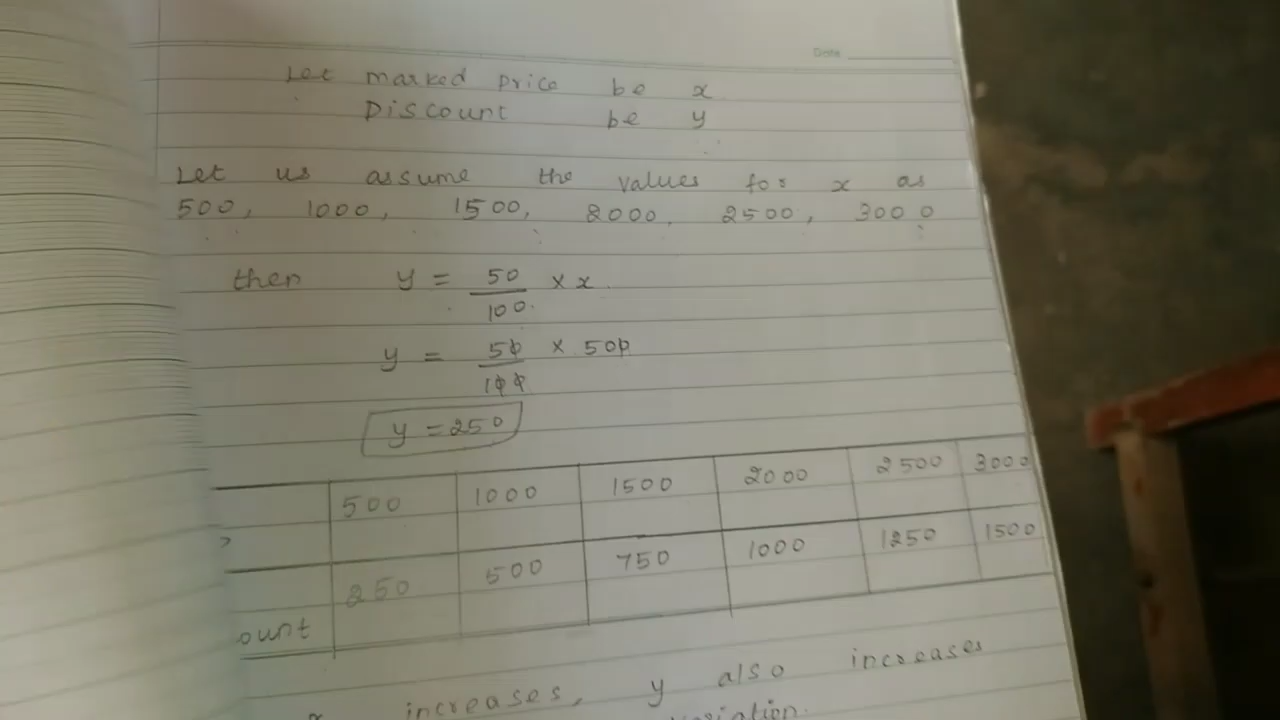 Date
Let marked price be x
Discount be y
Let us assume the values for x as
500, 1000, 1500, 2000, 2500, 3000
then y = 50/100 × x
y = 50/100 × 500
y = 250
500 1000 1500 2000 2500 3000
250 500 750 1000 1250 1500
ount
x increases, y also increases